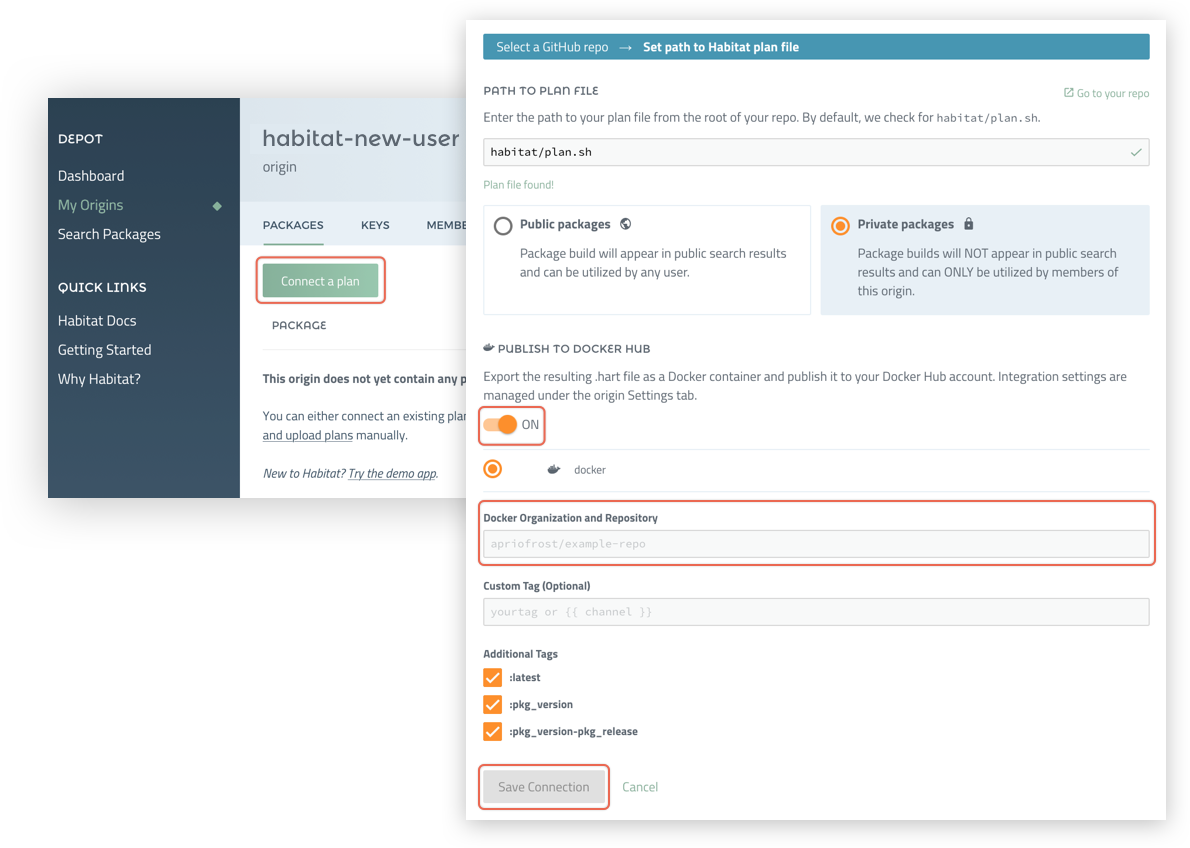 DEPOT
Dashboard
My Origins
Search Packages
QUICK LINKS
Habitat Docs
Getting Started
Why Habitat?
habitat-new-user
origin
PACKAGES KEYS MEMBE
Connect a plan
PACKAGE
This origin does not yet contain any p
You can either connect an existing plan
and upload plans manually.
New to Habitat? Try the demo app.
Select a GitHub repo → Set path to Habitat plan file
PATH TO PLAN FILE
Go to your repo
Enter the path to your plan file from the root of your repo. By default, we check for habitat/plan.sh.
habitat/plan.sh
Plan file found!
Public packages
Package build will appear in public search results
and can be utilized by any user.
Private packages
Package builds will NOT appear in public search
results and can ONLY be utilized by members of
this origin.
PUBLISH TO DOCKER HUB
Export the resulting .hart file as a Docker container and publish it to your Docker Hub account. Integration settings are
managed under the origin Settings tab.
ON
docker
Docker Organization and Repository
apriofrost/example-repo
Custom Tag (Optional)
yourtag or {{ channel }}
Additional Tags
:latest
:pkg_version
:pkg_version-pkg_release
Save Connection Cancel